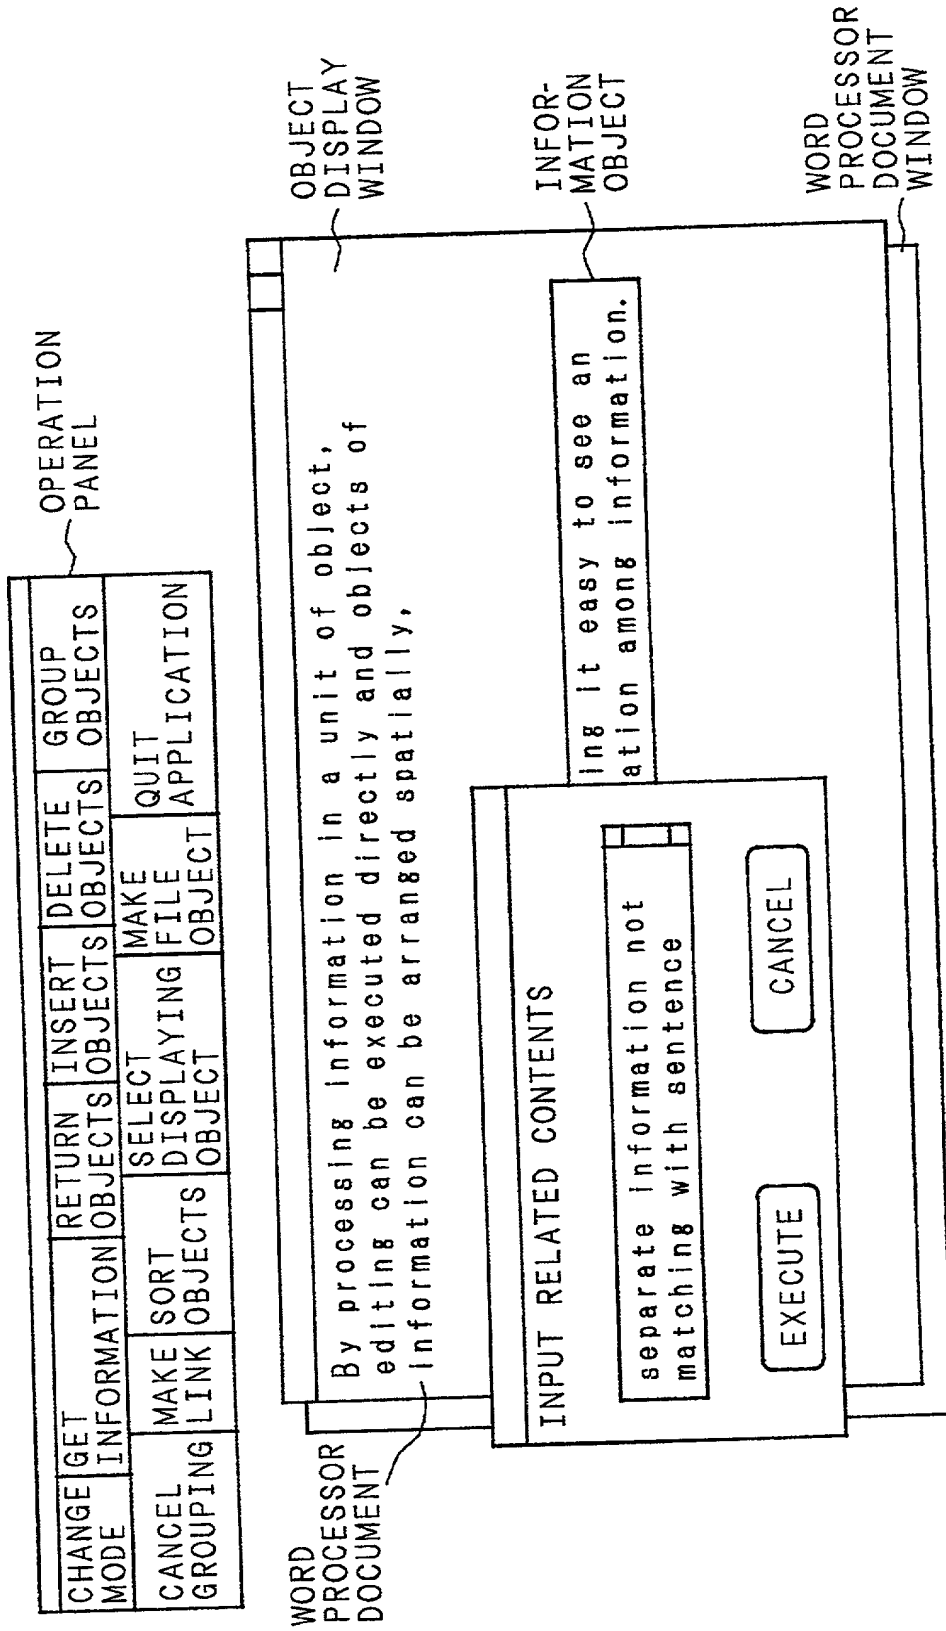 CHANGE MODE
GET INFORMATION
RETURN OBJECTS
INSERT OBJECTS
DELETE OBJECTS
GROUP OBJECTS
CANCEL GROUPING
MAKE LINK
SORT OBJECTS
SELECT DISPLAYING OBJECT
MAKE FILE OBJECT
QUIT APPLICATION
OPERATION
PANEL
OBJECT
DISPLAY
WINDOW
By processing information in a unit of object,
editing can be executed directly and objects of
information can be arranged spatially,
ing it easy to see an
ation among information.
INFOR-
MATION
OBJECT
INPUT RELATED CONTENTS
separate information not
matching with sentence
EXECUTE
CANCEL
WORD
PROCESSOR
DOCUMENT
WORD
PROCESSOR
DOCUMENT
WINDOW